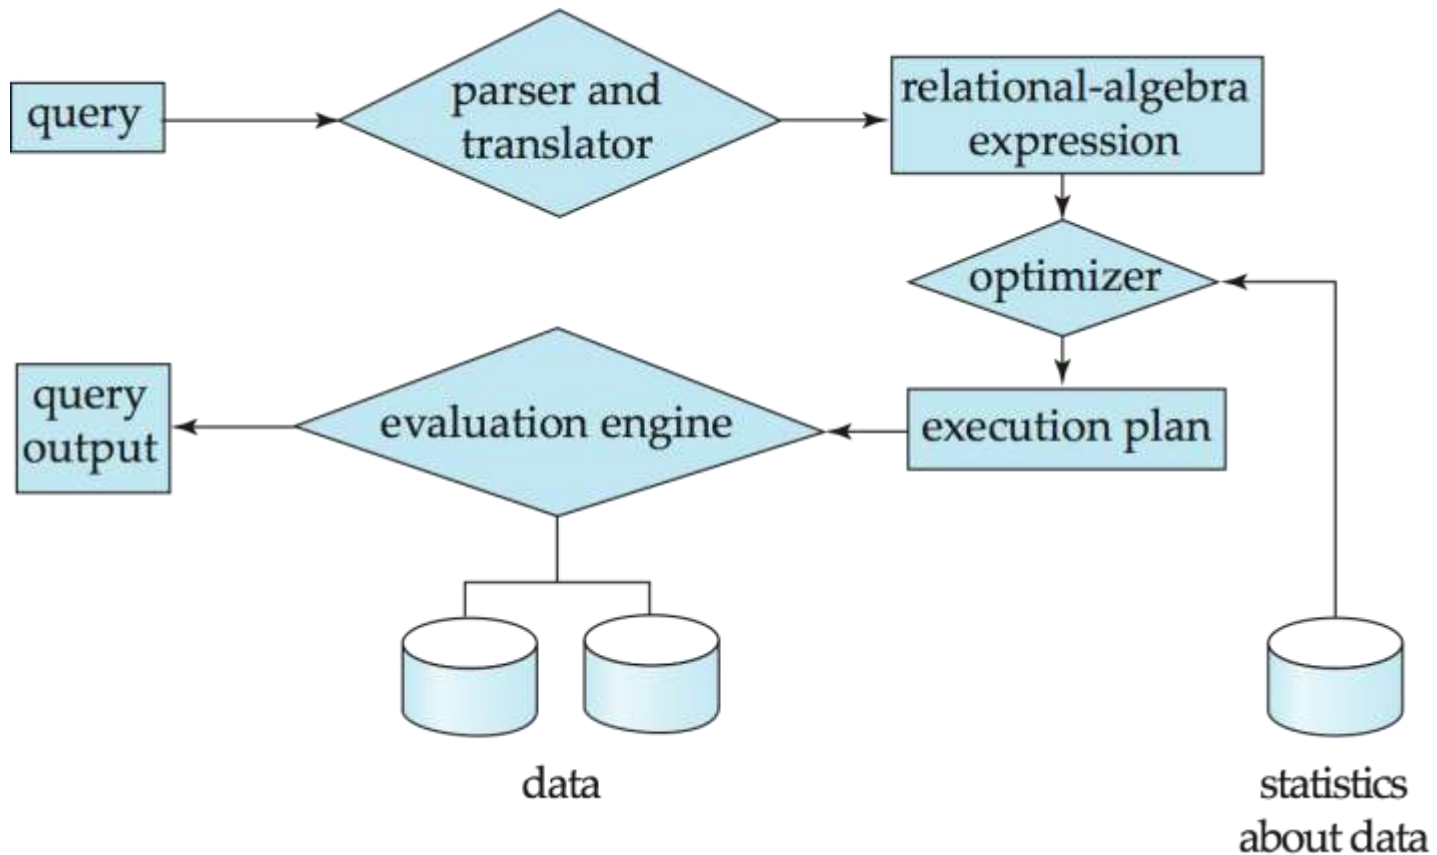 query
parser and
translator
relational-algebra
expression
optimizer
query
output
evaluation engine
execution plan
data
statistics
about data